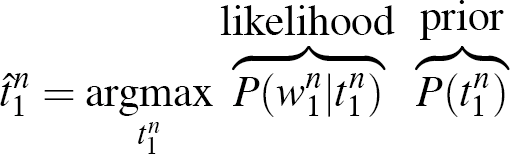 likelihood prior
t̂₁ⁿ = argmax P(w₁ⁿ|t₁ⁿ) P(t₁ⁿ)
t₁ⁿ